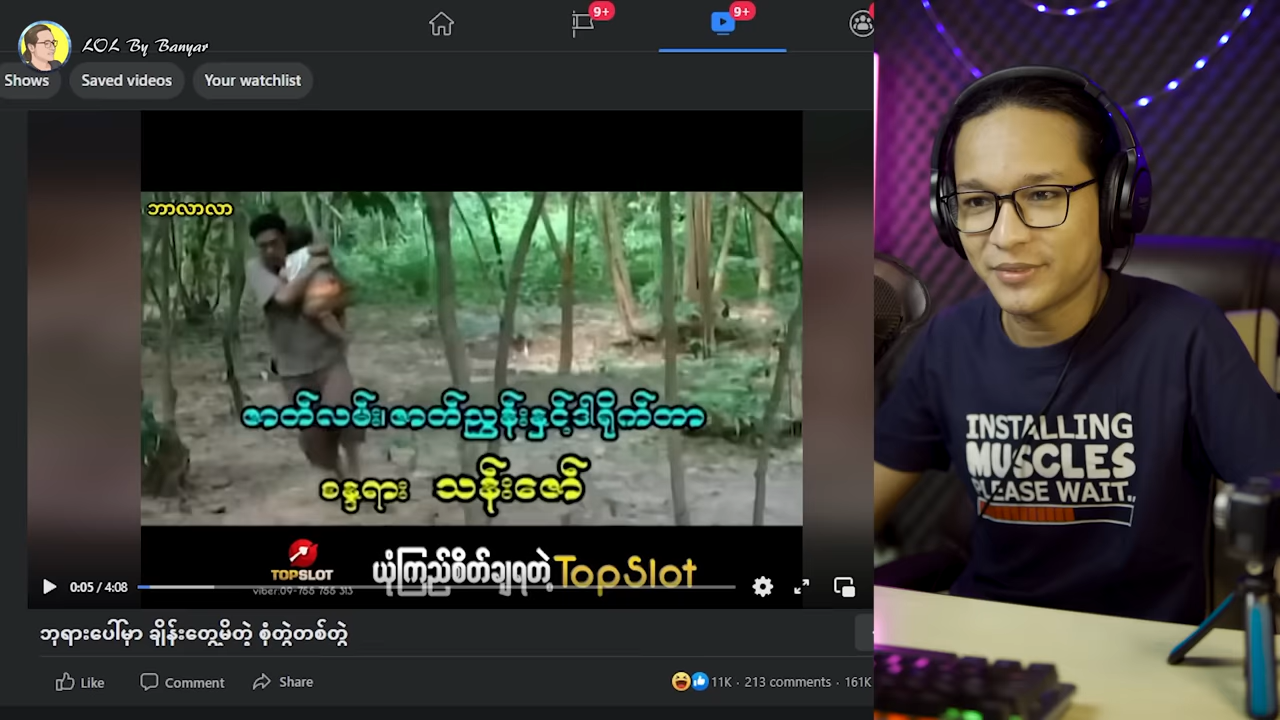 9+
9+
LOL By Banyar
Shows
Saved videos
Your watchlist
ဘာလာလာ
ဇာတ်လမ်း၊ဇာတ်ညွှန်းနှင့်ဒါရိုက်တာ
စန္ဒရား သန်းဇော်
TOPSLOT
ယုံကြည်စိတ်ချရတဲ့ TopSlot
0:05 / 4:08
ဘုရားပေါ်မှာ ချိန်းတွေ့မိတဲ့ စုံတွဲတစ်တွဲ
Like
Comment
Share
11K · 213 comments · 161K
INSTALLING
MUSCLES
PLEASE WAIT..